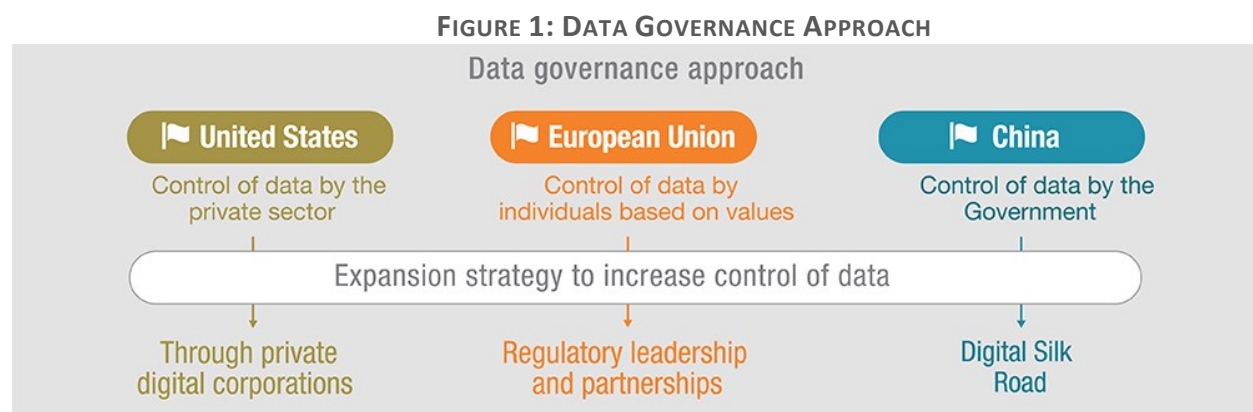 FIGURE 1: DATA GOVERNANCE APPROACH
Data governance approach
United States
European Union
China
Control of data by the
private sector
Control of data by
individuals based on values
Control of data by the
Government
Expansion strategy to increase control of data
Through private
digital corporations
Regulatory leadership
and partnerships
Digital Silk
Road